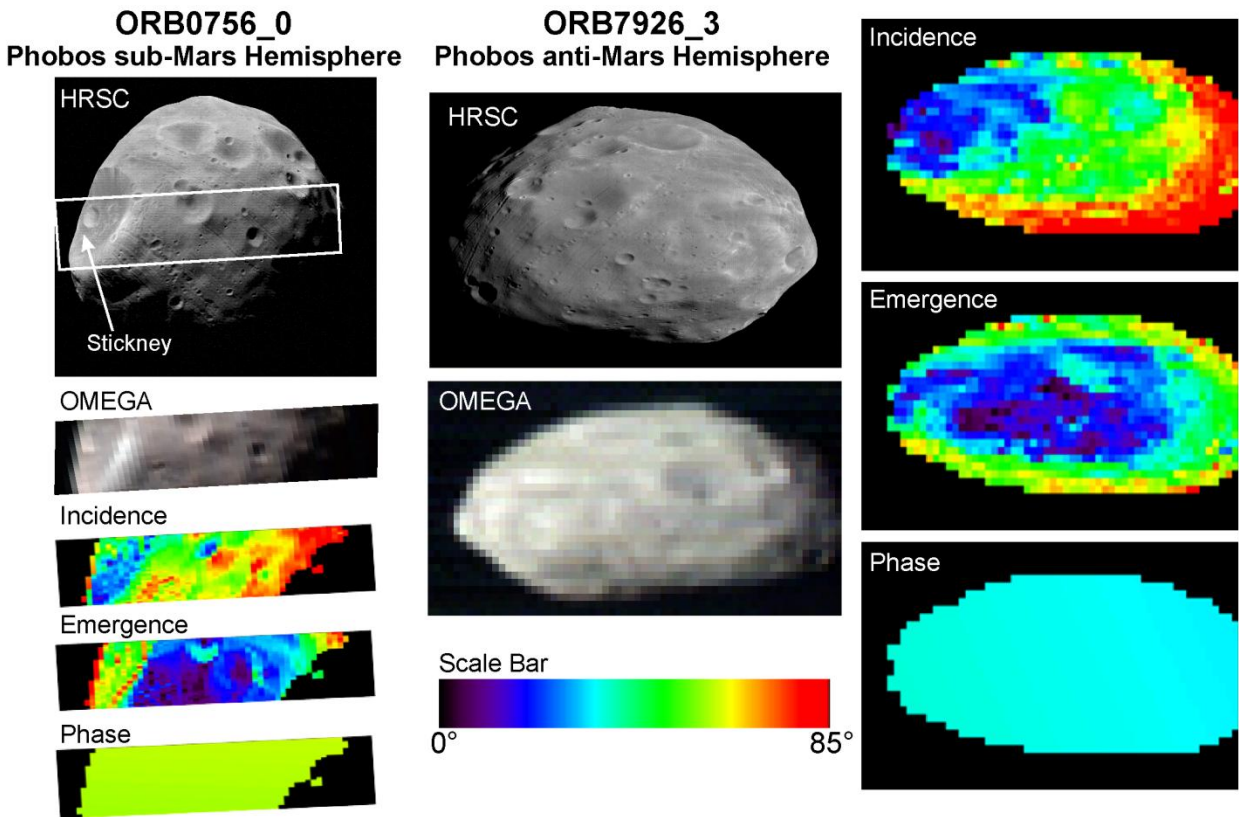 ORB0756_0
Phobos sub-Mars Hemisphere
HRSC
Stickney
OMEGA
Incidence
Emergence
Phase
ORB7926_3
Phobos anti-Mars Hemisphere
HRSC
OMEGA
Scale Bar
0°
85°
Incidence
Emergence
Phase